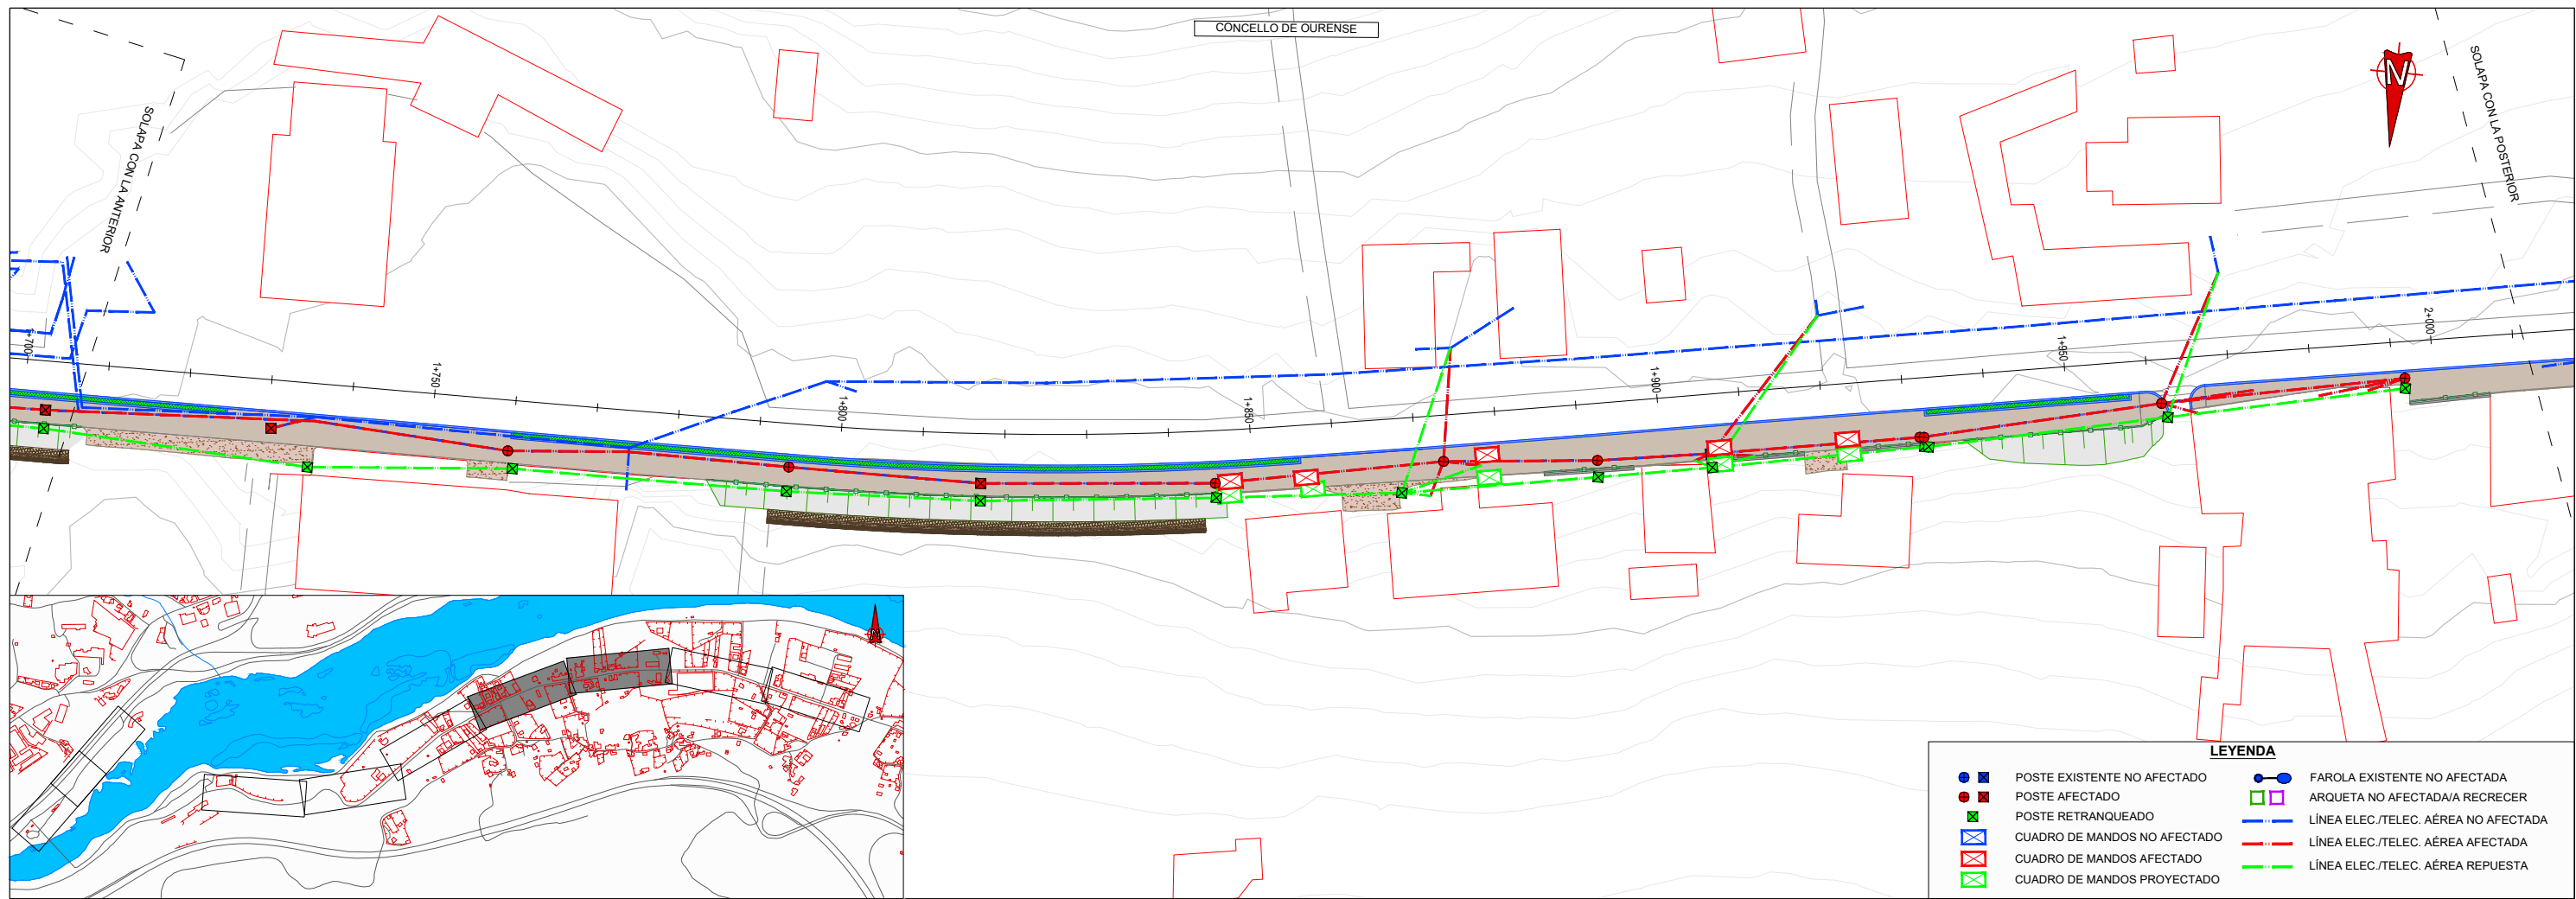 CONCELLO DE OURENSE
SOLAPA CON LA ANTERIOR
SOLAPA CON LA POSTERIOR
N
1+700
1+750
1+800
1+850
1+900
1+950
2+000
N
LEYENDA
POSTE EXISTENTE NO AFECTADO
POSTE AFECTADO
POSTE RETRANQUEADO
CUADRO DE MANDOS NO AFECTADO
CUADRO DE MANDOS AFECTADO
CUADRO DE MANDOS PROYECTADO
FAROLA EXISTENTE NO AFECTADA
ARQUETA NO AFECTADA/A RECRECER
LÍNEA ELEC./TELEC. AÉREA NO AFECTADA
LÍNEA ELEC./TELEC. AÉREA AFECTADA
LÍNEA ELEC./TELEC. AÉREA REPUESTA